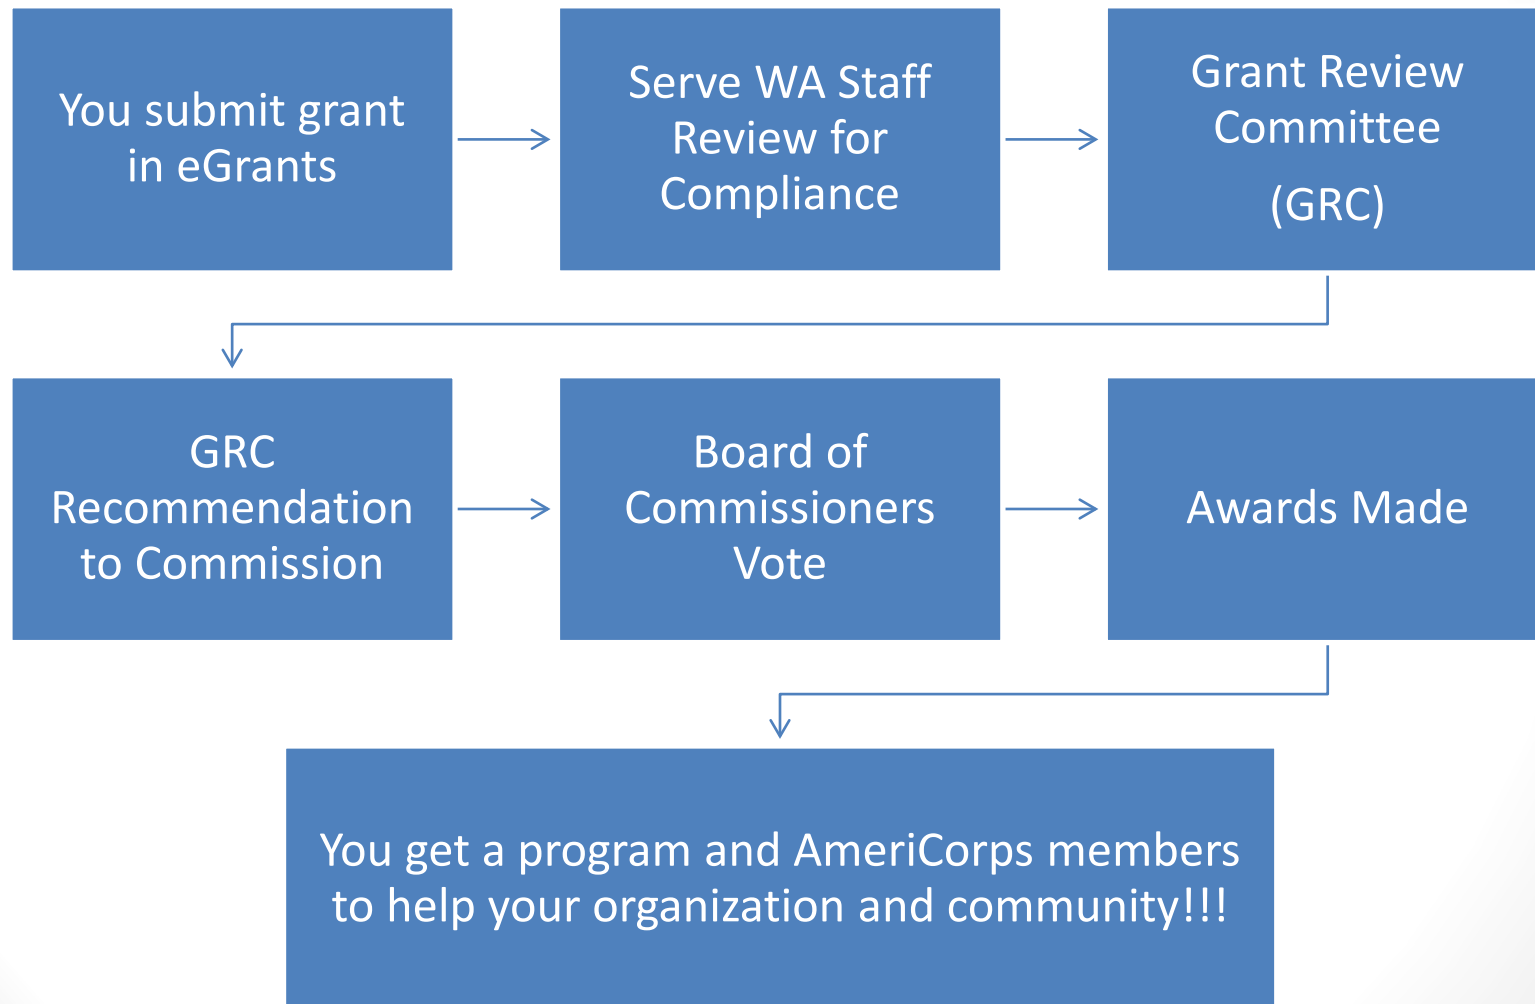 You submit grant
in eGrants
Serve WA Staff
Review for
Compliance
Grant Review
Committee
(GRC)
GRC
Recommendation
to Commission
Board of
Commissioners
Vote
Awards Made
You get a program and AmeriCorps members
to help your organization and community!!!